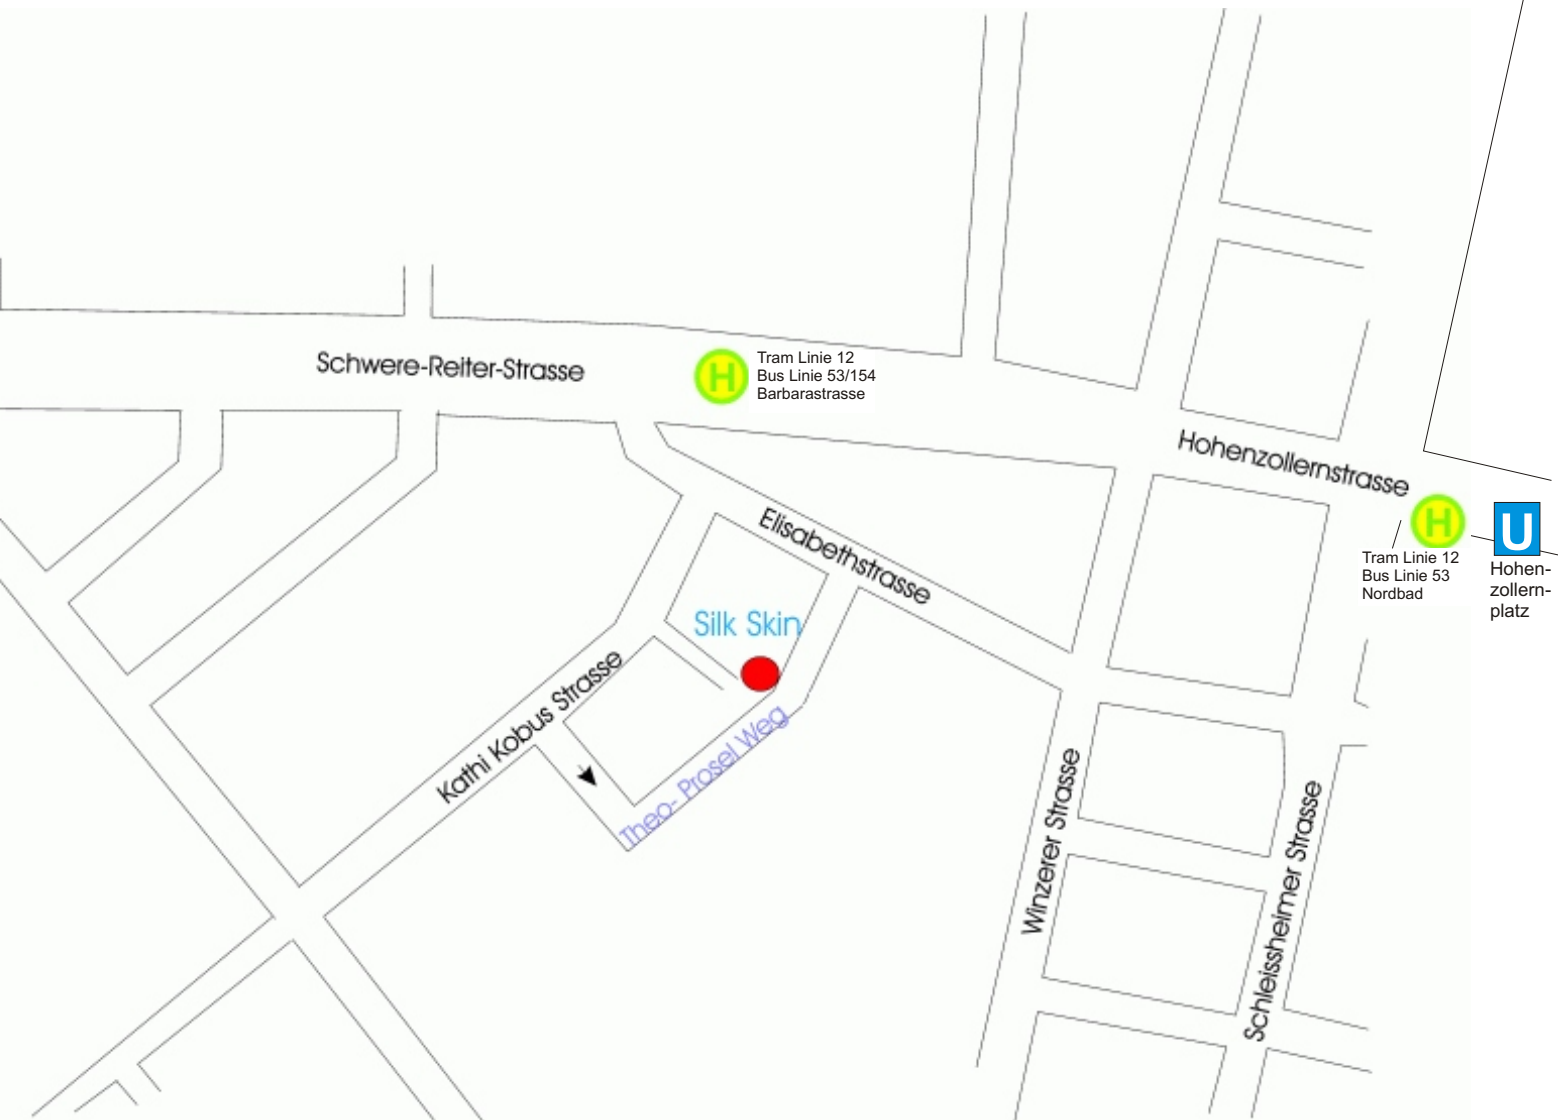 Schwere-Reiter-Strasse
H
Tram Linie 12
Bus Linie 53/154
Barbarastrasse
Hohenzollernstrasse
H
U
Tram Linie 12
Bus Linie 53
Nordbad
Hohen-
zollern-
platz
Elisabethstrasse
Silk Skin
Kathi Kobus Strasse
Theo- Prosel Weg
Winzerer Strasse
Schleissheimer Strasse